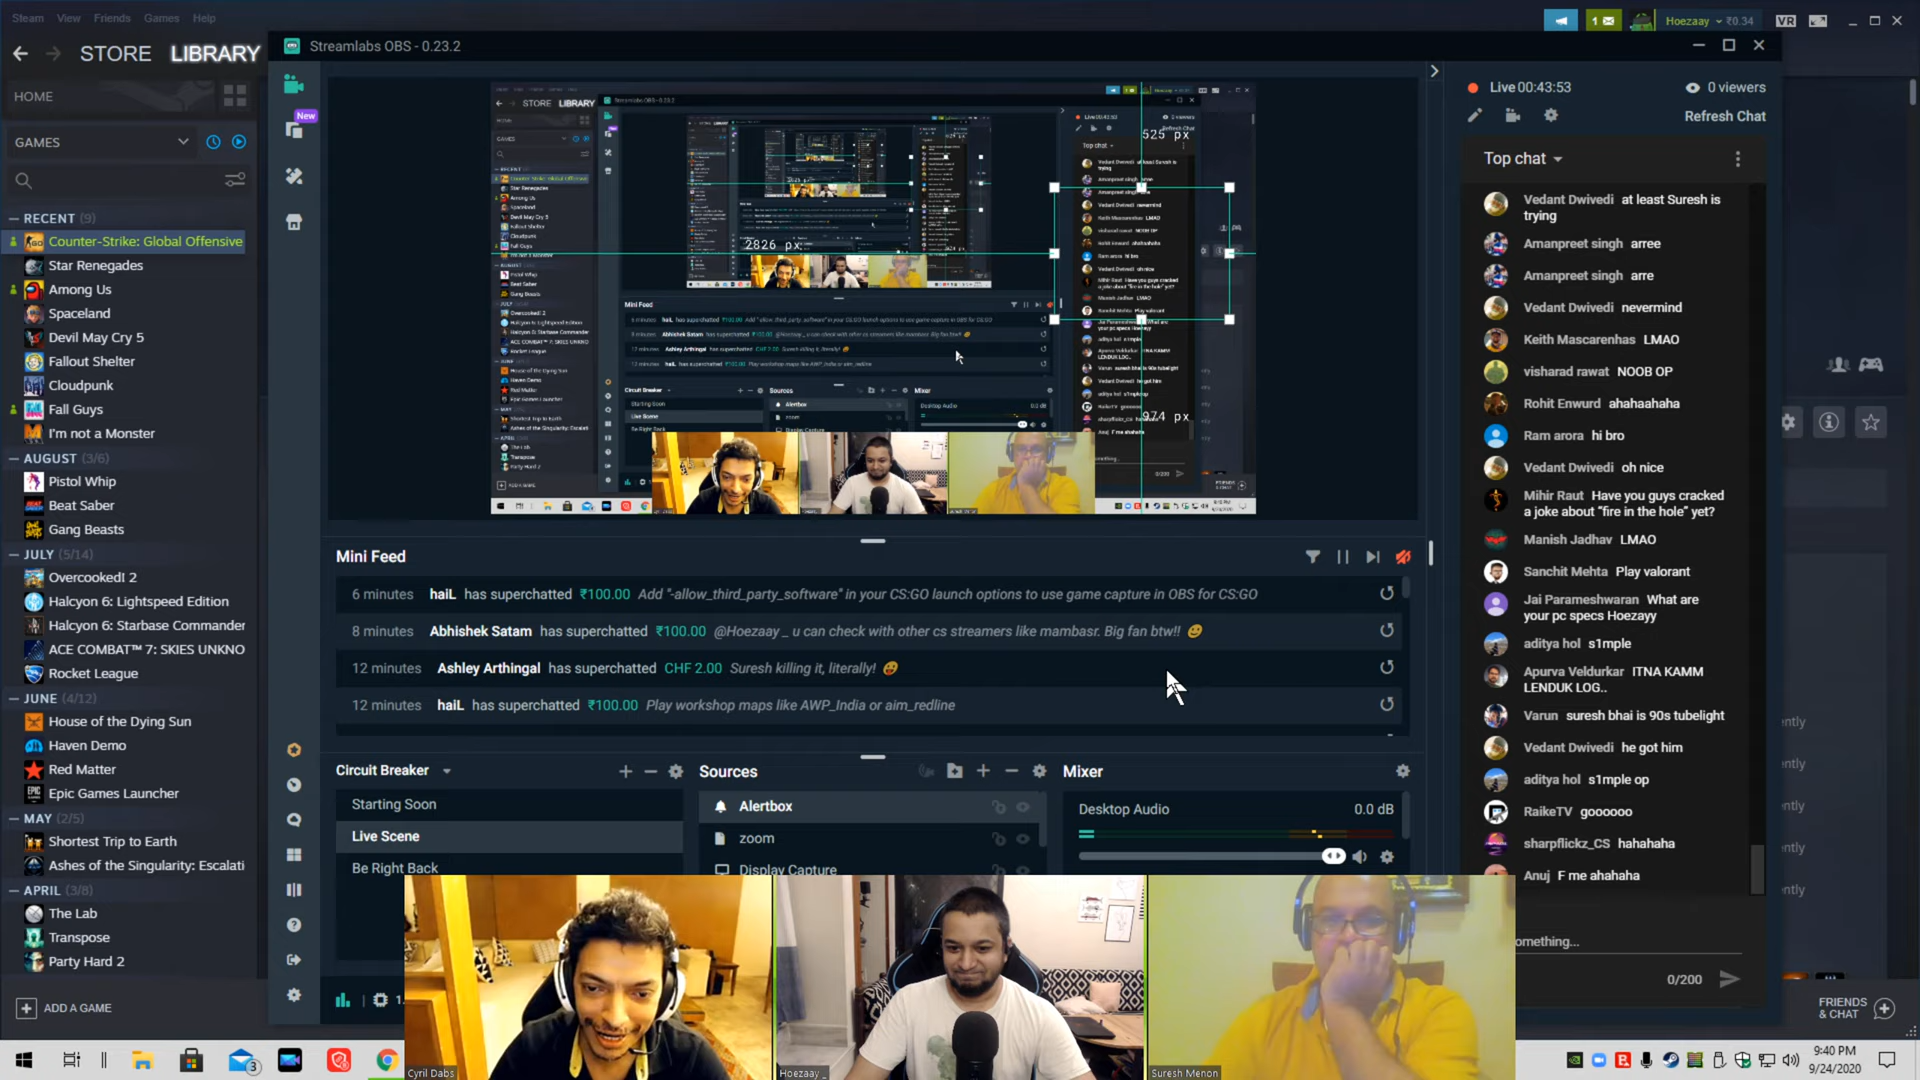 Steam View Friends Games Help
Hoezaay ₹0.34
VR
STORE LIBRARY
Streamlabs OBS - 0.23.2
HOME
GAMES
RECENT (9)
Counter-Strike: Global Offensive
Star Renegades
Among Us
Spaceland
Devil May Cry 5
Fallout Shelter
Cloudpunk
Fall Guys
I'm not a Monster
AUGUST (3/6)
Pistol Whip
Beat Saber
Gang Beasts
JULY (5/14)
Overcooked! 2
Halcyon 6: Lightspeed Edition
Halcyon 6: Starbase Commander
ACE COMBAT™ 7: SKIES UNKNO
Rocket League
JUNE (4/12)
House of the Dying Sun
Haven Demo
Red Matter
Epic Games Launcher
MAY (2/5)
Shortest Trip to Earth
Ashes of the Singularity: Escalati
APRIL (3/8)
The Lab
Transpose
Party Hard 2
ADD A GAME
New
525 px
2826 px
974 px
Mini Feed
6 minutes haiL has superchatted ₹100.00 Add "-allow_third_party_software" in your CS:GO launch options to use game capture in OBS for CS:GO
8 minutes Abhishek Satam has superchatted ₹100.00 @Hoezaay _ u can check with other cs streamers like mambasr. Big fan btw!!
12 minutes Ashley Arthingal has superchatted CHF 2.00 Suresh killing it, literally!
12 minutes haiL has superchatted ₹100.00 Play workshop maps like AWP_India or aim_redline
Circuit Breaker
Starting Soon
Live Scene
Be Right Back
Sources
Alertbox
zoom
Display Capture
Mixer
Desktop Audio 0.0 dB
Live 00:43:53 0 viewers
Refresh Chat
Top chat
Vedant Dwivedi at least Suresh is
trying
Amanpreet singh arree
Amanpreet singh arre
Vedant Dwivedi nevermind
Keith Mascarenhas LMAO
visharad rawat NOOB OP
Rohit Enwurd ahahaahaha
Ram arora hi bro
Vedant Dwivedi oh nice
Mihir Raut Have you guys cracked
a joke about "fire in the hole" yet?
Manish Jadhav LMAO
Sanchit Mehta Play valorant
Jai Parameshwaran What are
your pc specs Hoezayy
aditya hol s1mple
Apurva Veldurkar ITNA KAMM
LENDUK LOG..
Varun suresh bhai is 90s tubelight
Vedant Dwivedi he got him
aditya hol s1mple op
RaikeTV goooooo
sharpflickz_CS hahahaha
Anuj F me ahahaha
omething...
0/200
FRIENDS
& CHAT
Cyril Dabs
Hoezaay _
Suresh Menon
3
9:40 PM
9/24/2020